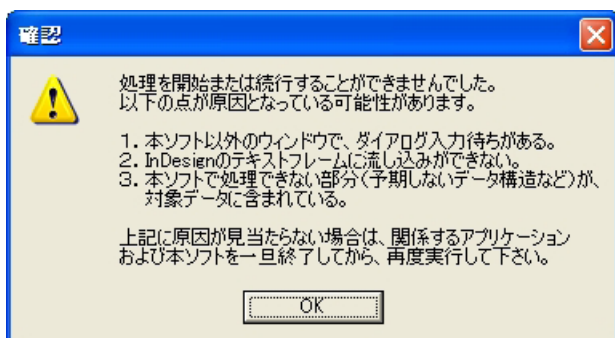 確認
処理を開始または続行することができませんでした。
以下の点が原因となっている可能性があります。
1．本ソフト以外のウィンドウで、ダイアログ入力待ちがある。
2．InDesignのテキストフレームに流し込みができない。
3．本ソフトで処理できない部分（予期しないデータ構造など）が、
対象データに含まれている。
上記に原因が見当たらない場合は、関係するアプリケーション
および本ソフトを一旦終了してから、再度実行して下さい。
OK